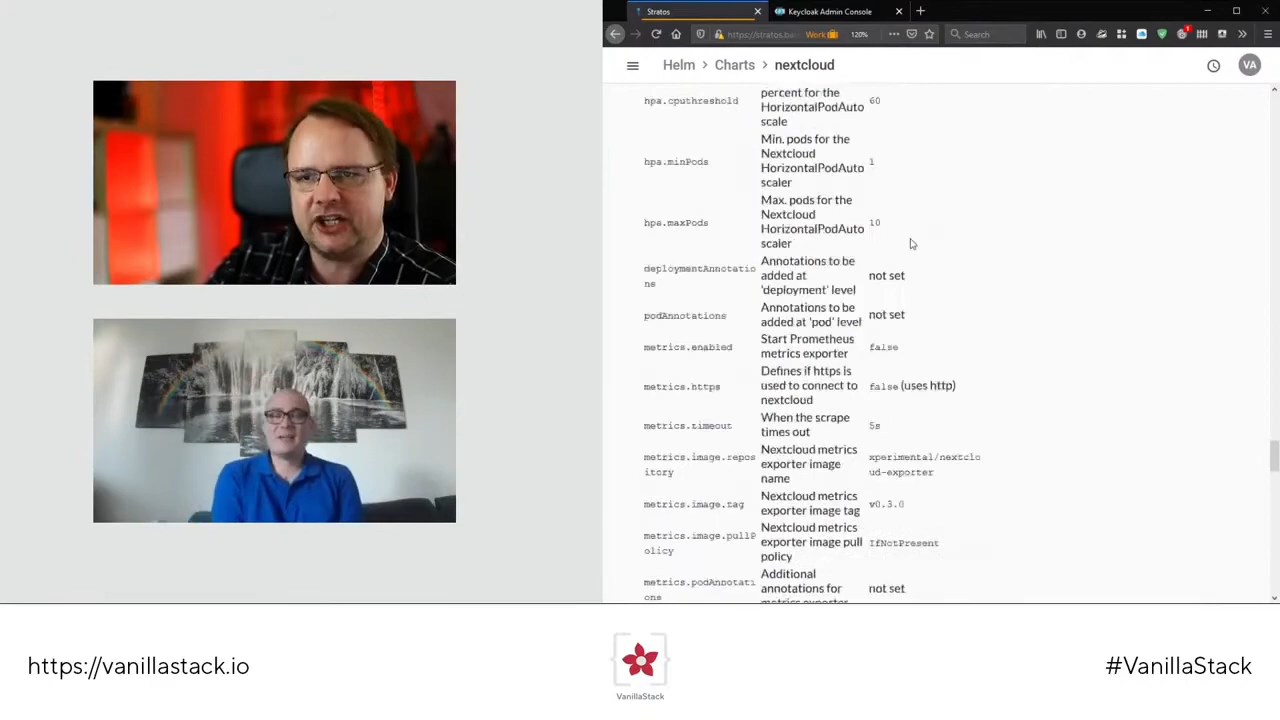 Stratos
Keycloak Admin Console
https://stratos.ba
Work
120%
Search
Helm > Charts > nextcloud
VA
hpa.cputhreshold
percent for the
HorizontalPodAuto
scale
60
hpa.minPods
Min. pods for the
Nextcloud
HorizontalPodAuto
scaler
1
hpa.maxPods
Max. pods for the
Nextcloud
HorizontalPodAuto
scaler
10
deploymentAnnotatio
ns
Annotations to be
added at
'deployment' level
not set
podAnnotations
Annotations to be
added at 'pod' level
not set
metrics.enabled
Start Prometheus
metrics exporter
false
metrics.https
Defines if https is
used to connect to
nextcloud
false (uses http)
metrics.timeout
When the scrape
times out
5s
metrics.image.repos
itory
Nextcloud metrics
exporter image
name
xperimental/nextclo
ud-exporter
metrics.image.tag
Nextcloud metrics
exporter image tag
v0.3.0
metrics.image.pullP
olicy
Nextcloud metrics
exporter image pull
policy
IfNotPresent
metrics.podAnnotati
ons
Additional
annotations for
metrics exporter
not set
https://vanillastack.io
VanillaStack
#VanillaStack